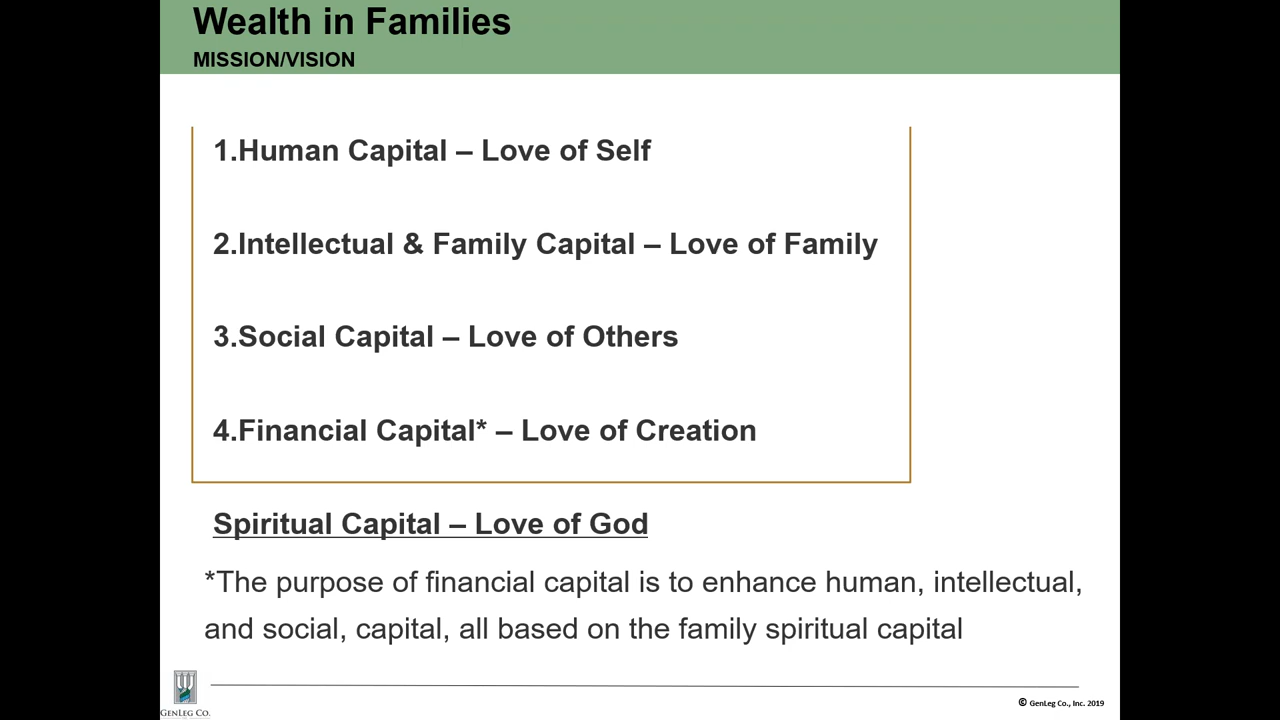 Wealth in Families
MISSION/VISION
1.Human Capital – Love of Self
2.Intellectual & Family Capital – Love of Family
3.Social Capital – Love of Others
4.Financial Capital* – Love of Creation
Spiritual Capital – Love of God
*The purpose of financial capital is to enhance human, intellectual,
and social, capital, all based on the family spiritual capital
GENLEG CO.
© GenLeg Co., Inc. 2019